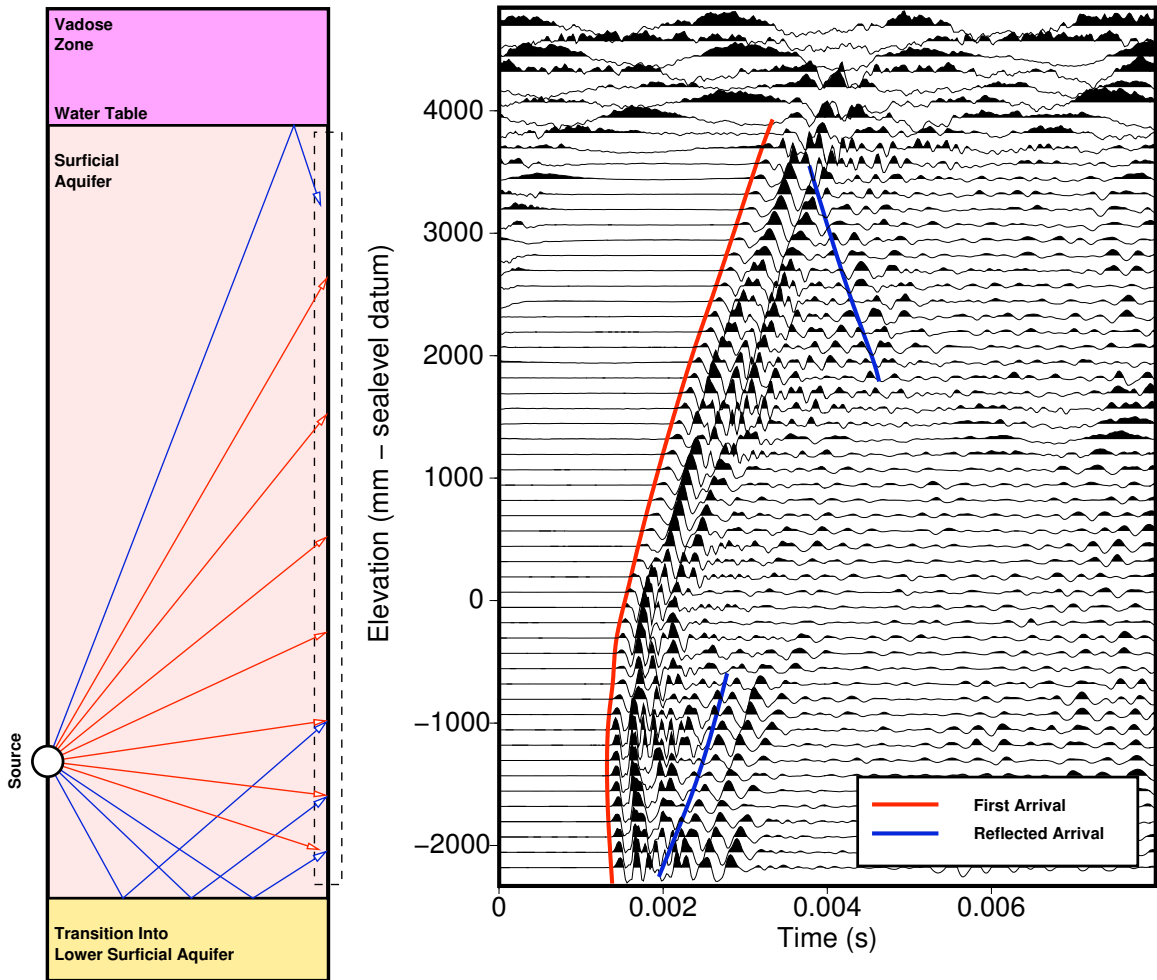 Vadose
Zone
Water Table
Surficial
Aquifer
Source
Transition Into
Lower Surficial Aquifer
Elevation (mm – sealevel datum)
4000
3000
2000
1000
0
−1000
−2000
First Arrival
Reflected Arrival
0
0.002
0.004
0.006
Time (s)